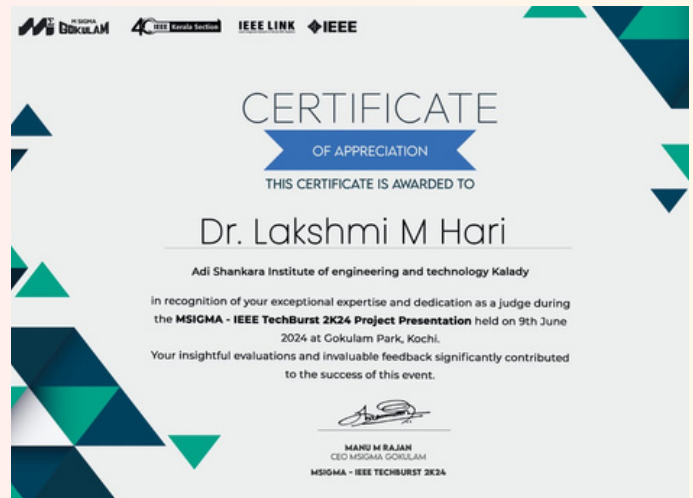 M SIGMA
GOKULAM
40 IEEE Kerala Section
IEEE LINK
IEEE
CERTIFICATE
OF APPRECIATION
THIS CERTIFICATE IS AWARDED TO
Dr. Lakshmi M Hari
Adi Shankara Institute of engineering and technology Kalady
in recognition of your exceptional expertise and dedication as a judge during
the MSIGMA - IEEE TechBurst 2K24 Project Presentation held on 9th June
2024 at Gokulam Park, Kochi.
Your insightful evaluations and invaluable feedback significantly contributed
to the success of this event.
MANU M RAJAN
CEO MSIGMA GOKULAM
MSIGMA - IEEE TECHBURST 2K24